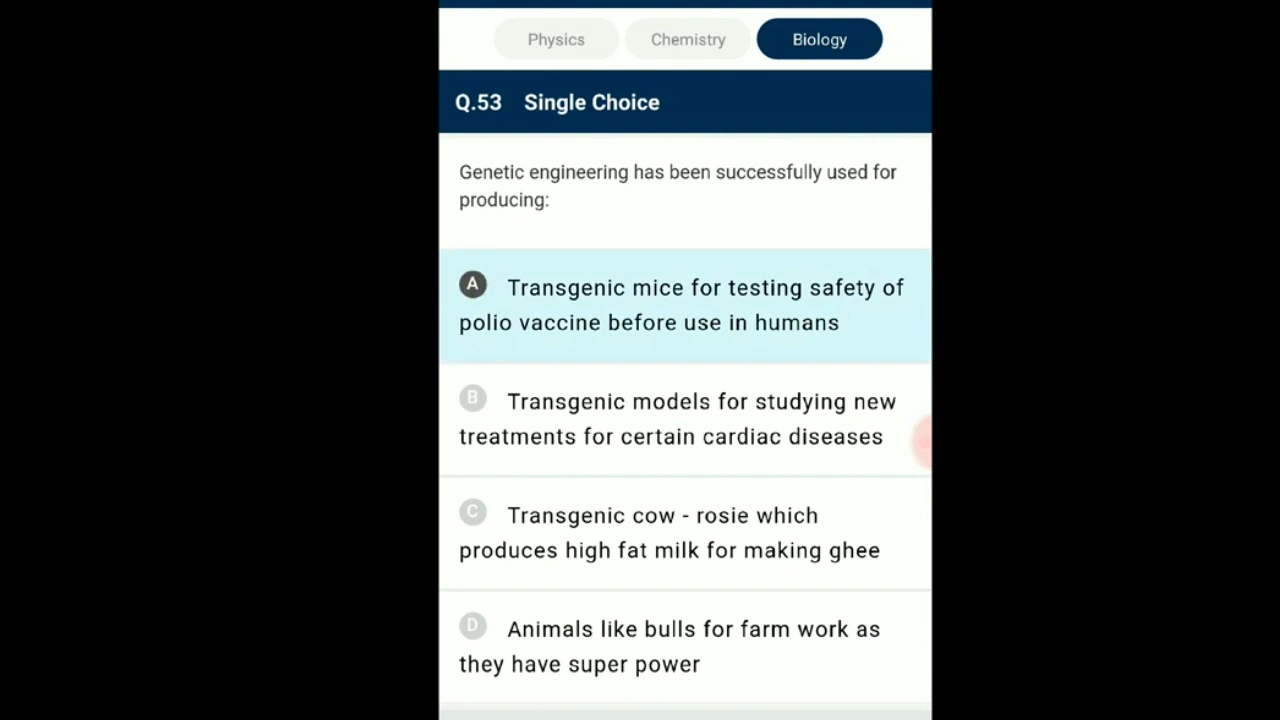 Physics Chemistry Biology
Q.53 Single Choice
Genetic engineering has been successfully used for
producing:
A Transgenic mice for testing safety of
polio vaccine before use in humans
B Transgenic models for studying new
treatments for certain cardiac diseases
C Transgenic cow - rosie which
produces high fat milk for making ghee
D Animals like bulls for farm work as
they have super power